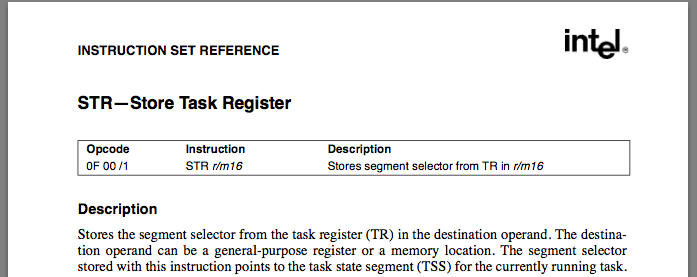 INSTRUCTION SET REFERENCE
intel®
STR—Store Task Register
Opcode Instruction Description
0F 00 /1 STR r/m16 Stores segment selector from TR in r/m16
Description
Stores the segment selector from the task register (TR) in the destination operand. The destina-
tion operand can be a general-purpose register or a memory location. The segment selector
stored with this instruction points to the task state segment (TSS) for the currently running task.